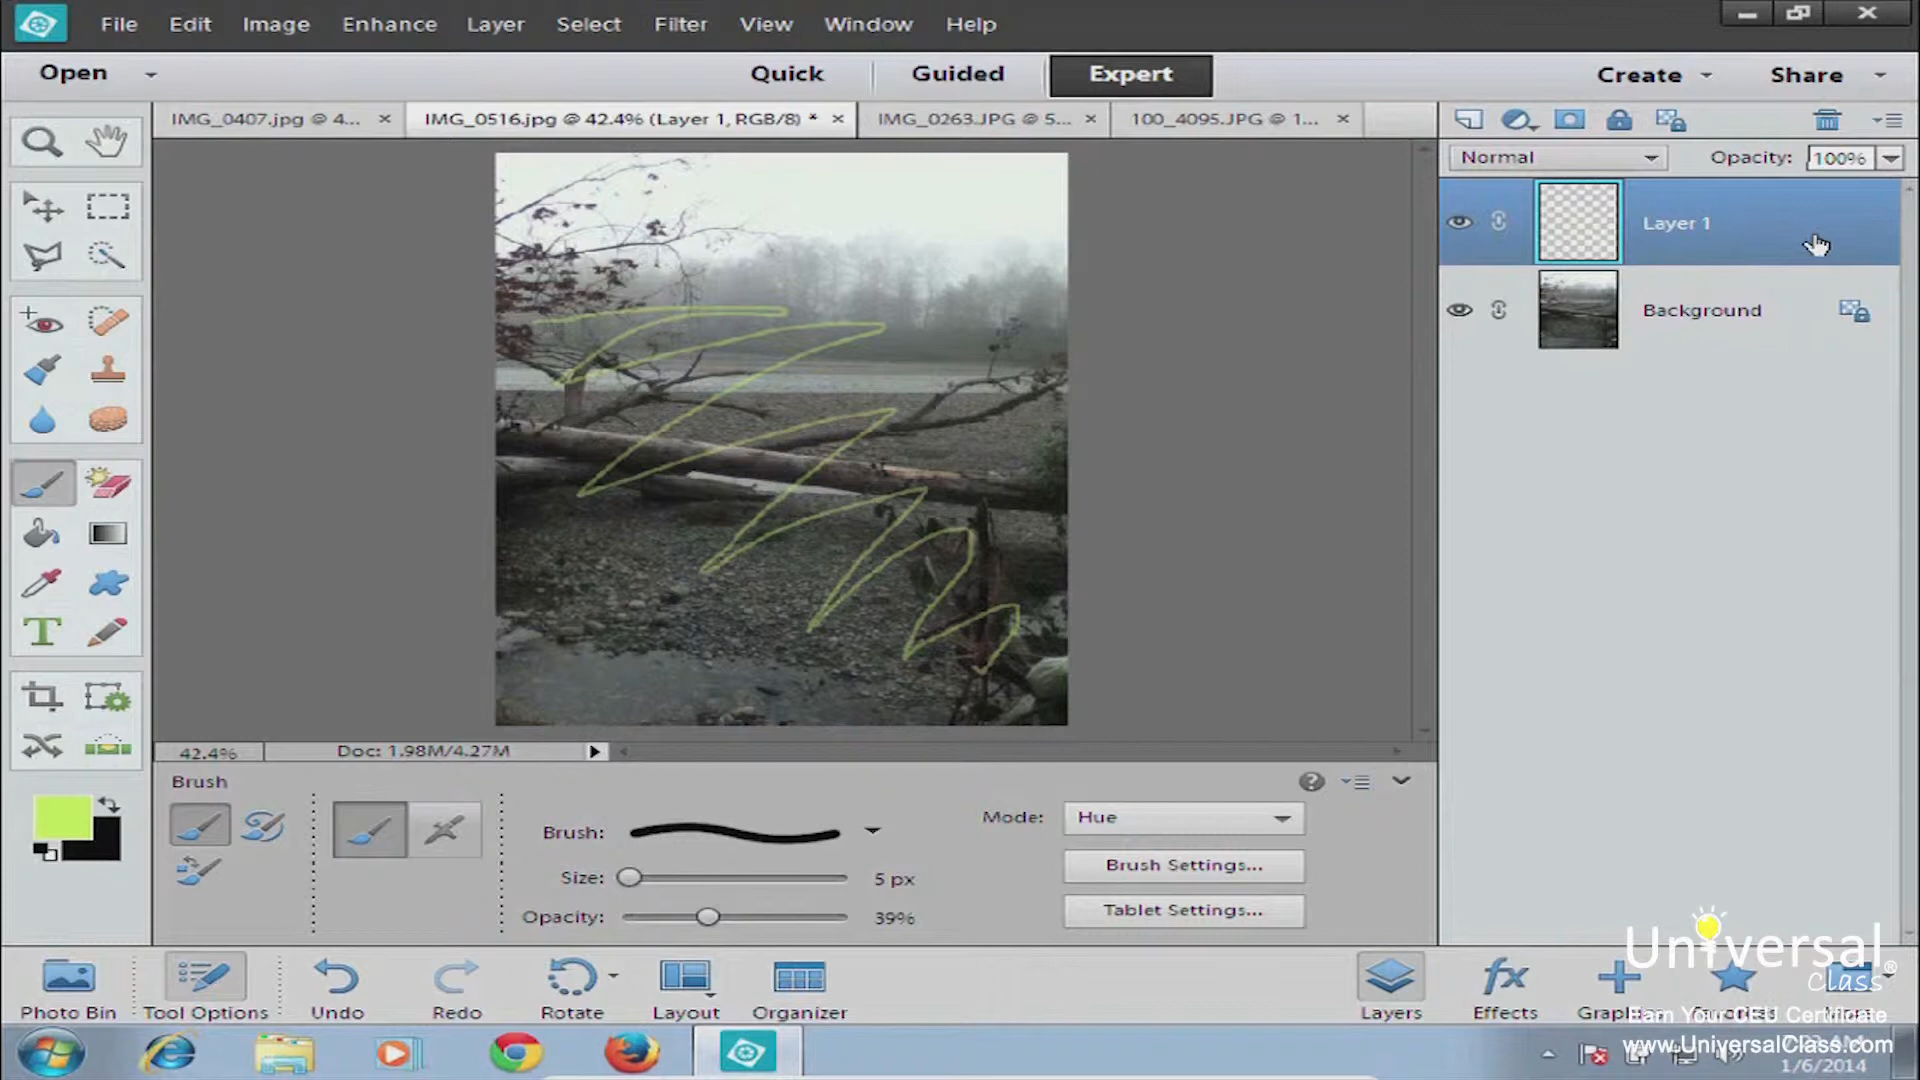 File Edit Image Enhance Layer Select Filter View Window Help
Open Quick Guided Expert Create Share
IMG_0407.jpg @ 4... IMG_0516.jpg @ 42.4% (Layer 1, RGB/8) * IMG_0263.JPG @ 5... 100_4095.JPG @ 1...
Normal Opacity: 100%
Layer 1
Background
42.4% Doc: 1.98M/4.27M
Brush
Brush: Mode: Hue
Size: 5 px Brush Settings...
Opacity: 39% Tablet Settings...
Universal
Class®
Photo Bin Tool Options Undo Redo Rotate Layout Organizer Layers Effects
Earn Your CEU Certificate
www.UniversalClass.com
1/6/2014